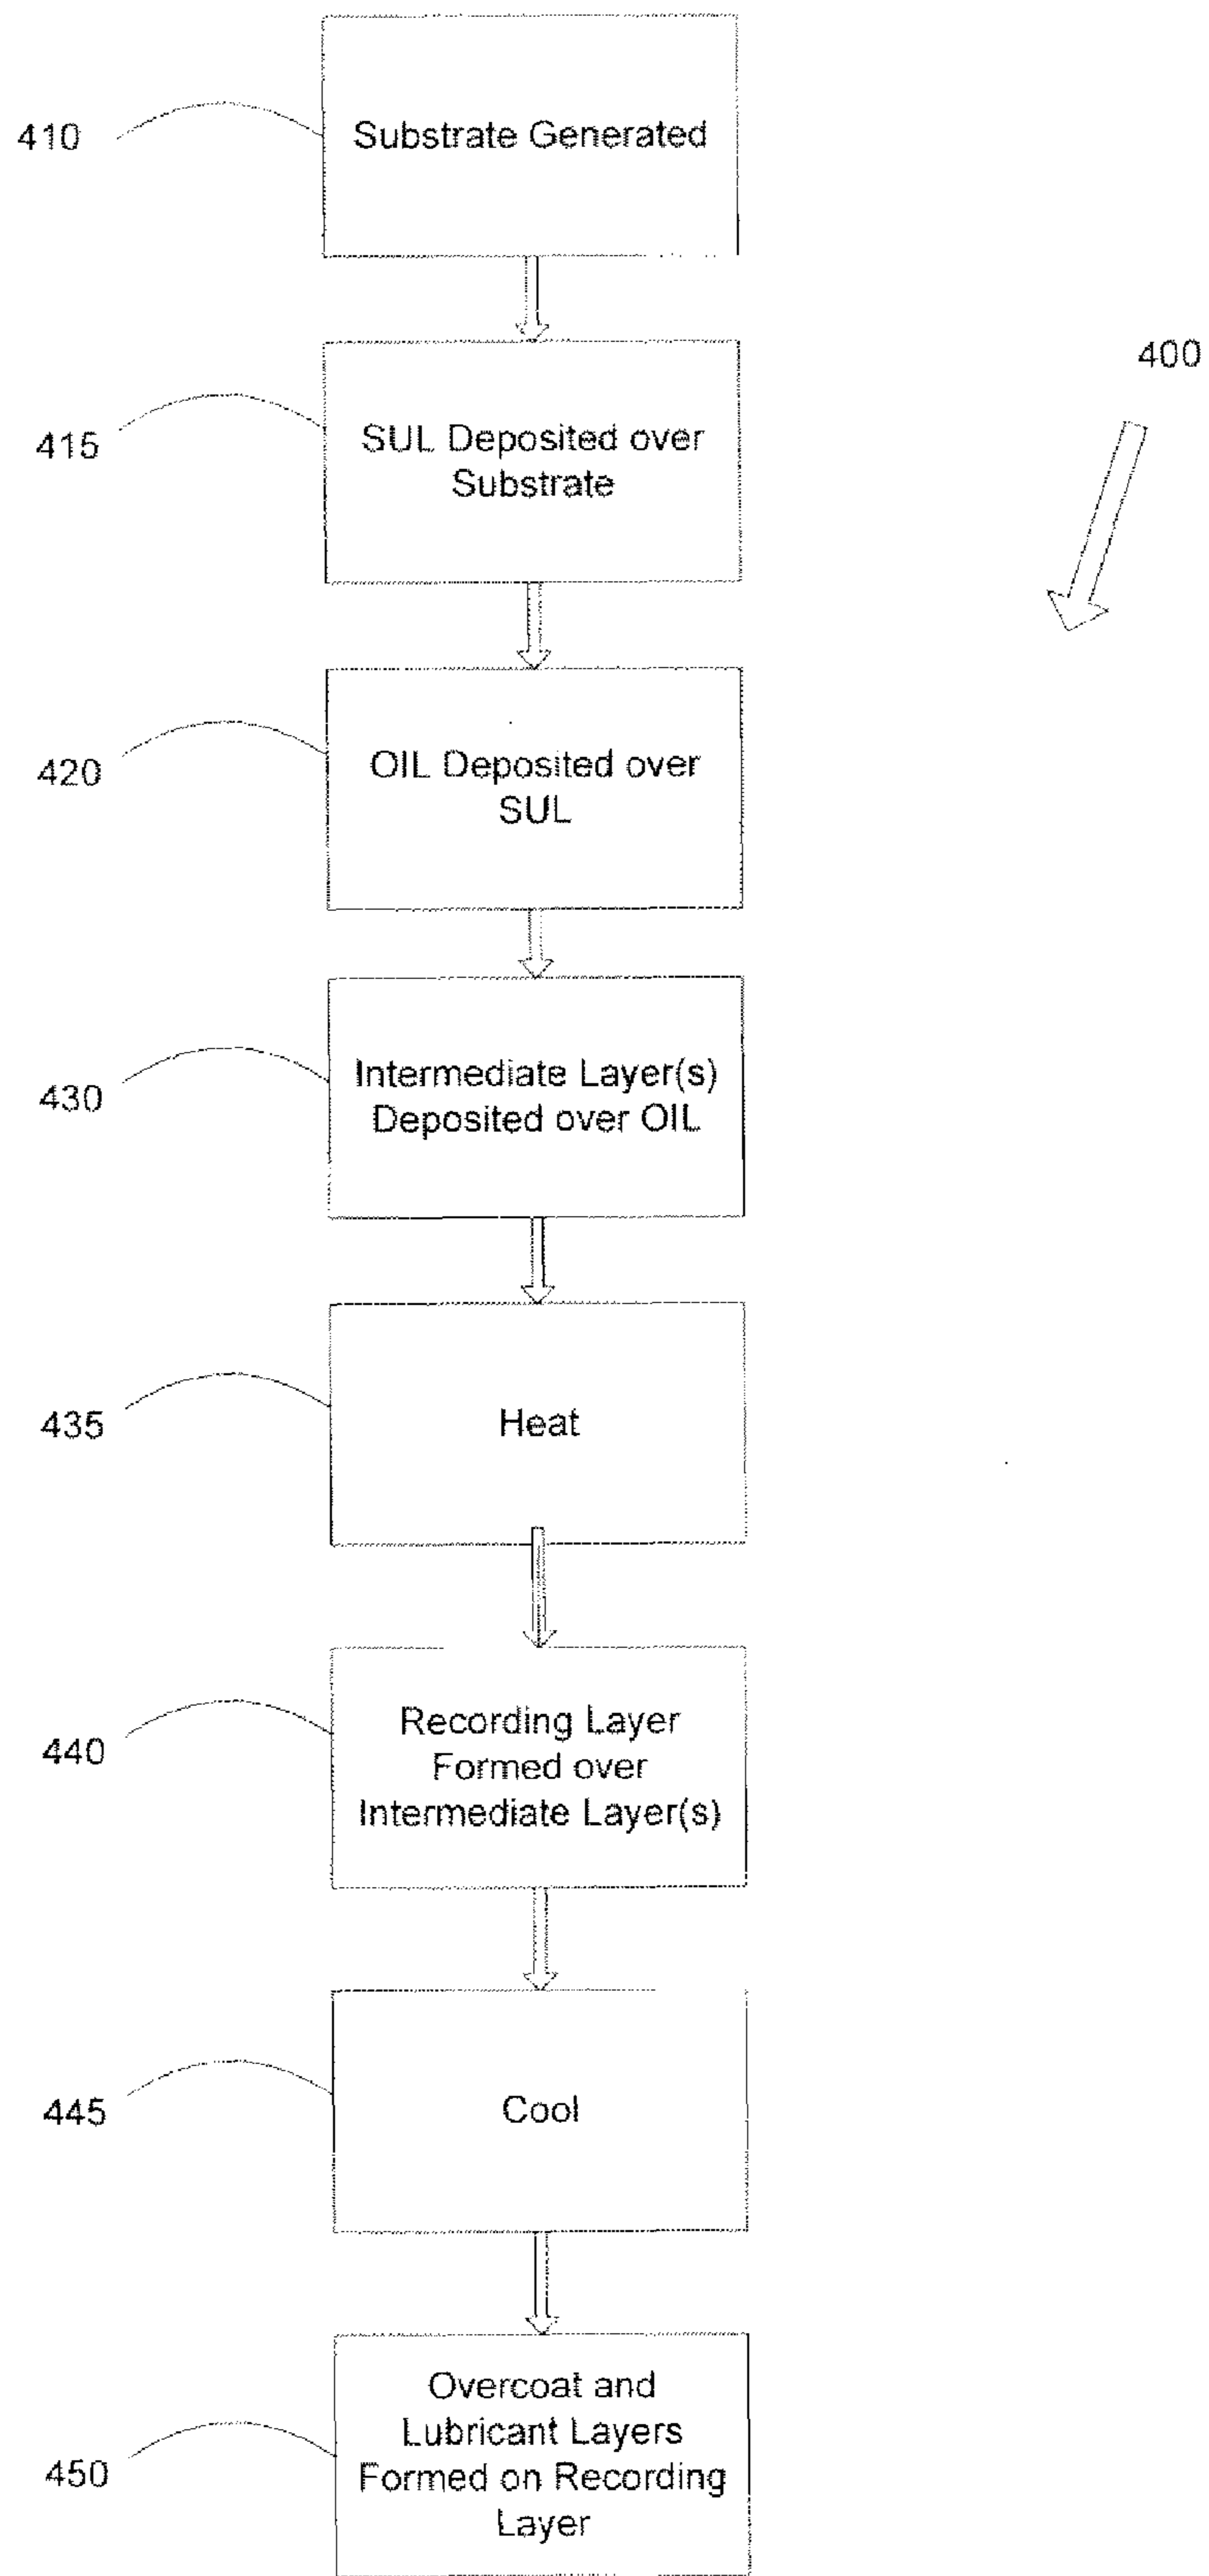 410
Substrate Generated
400
415
SUL Deposited over
Substrate
420
OIL Deposited over
SUL
430
Intermediate Layer(s)
Deposited over OIL
435
Heat
440
Recording Layer
Formed over
Intermediate Layer(s)
445
Cool
450
Overcoat and
Lubricant Layers
Formed on Recording
Layer